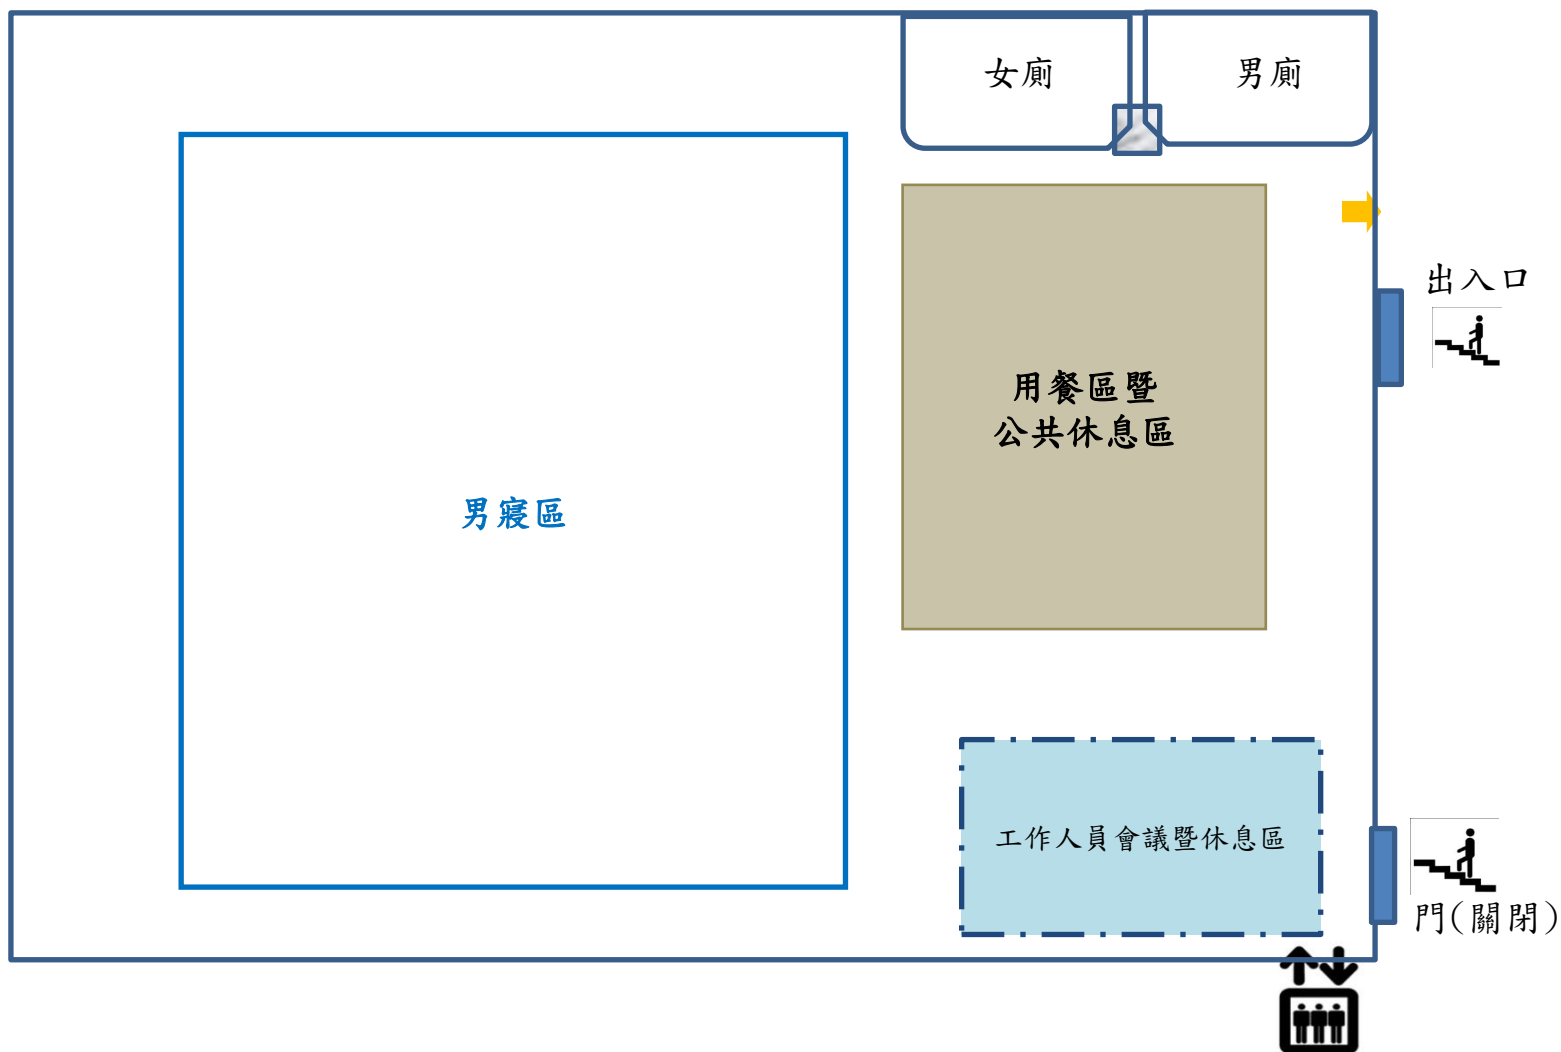 女廁
男廁
出入口
用餐區暨
公共休息區
男寢區
工作人員會議暨休息區
門(關閉)